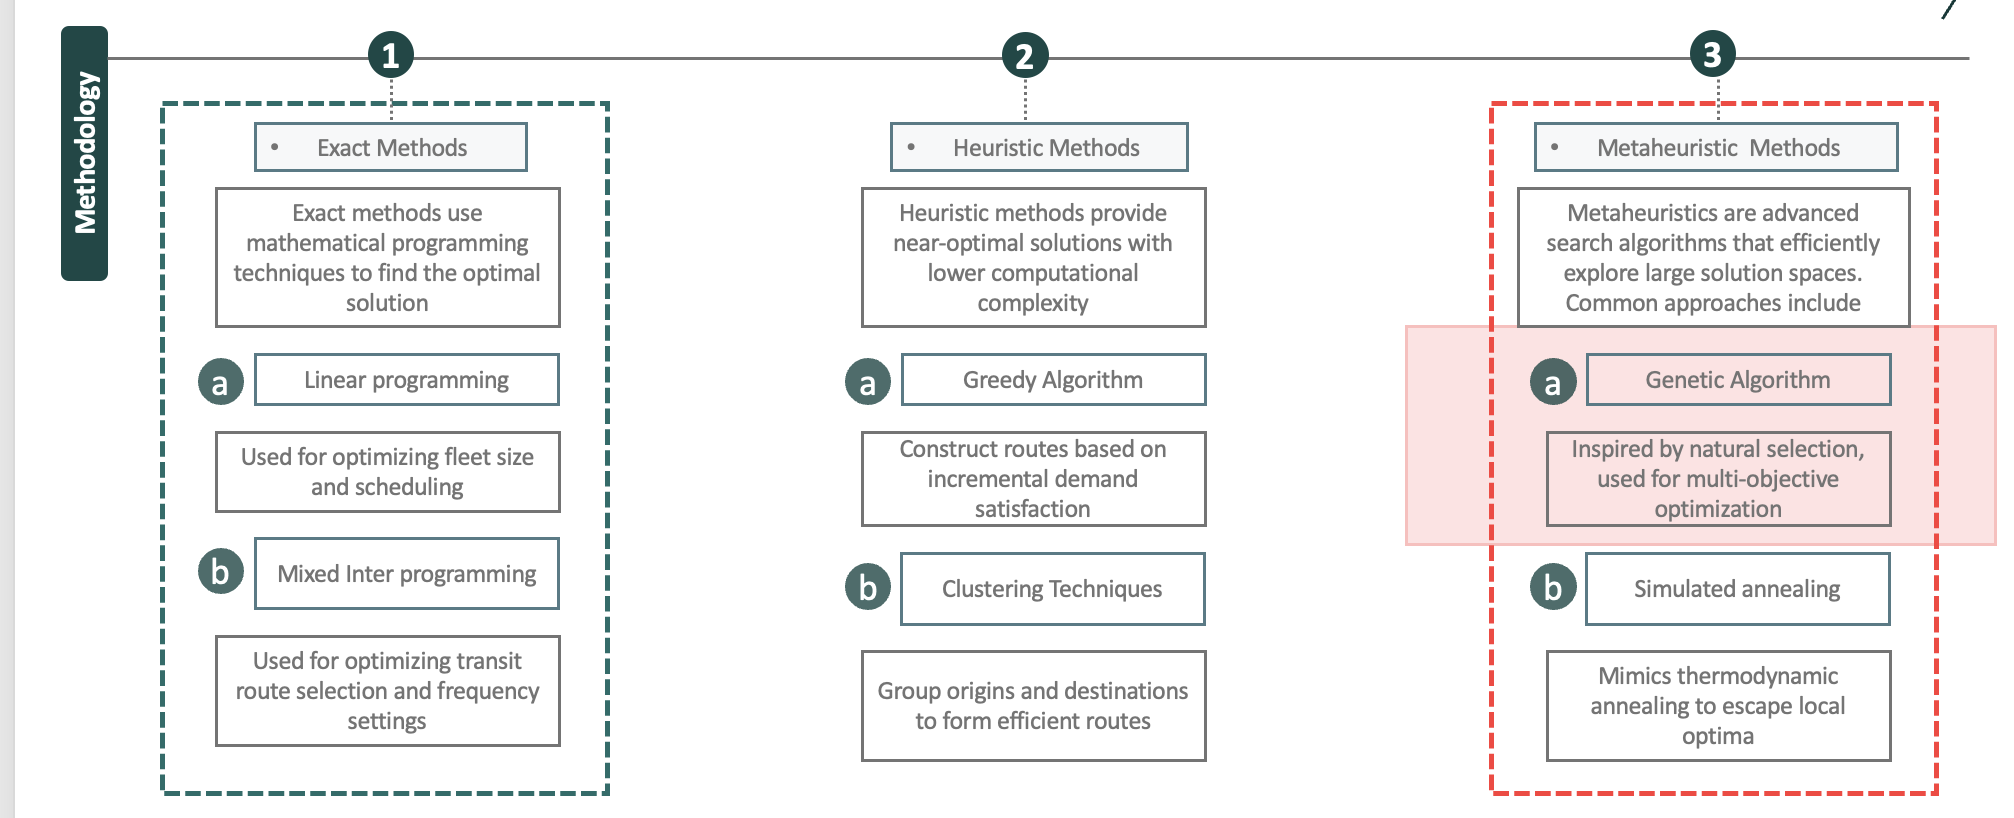 Methodology
1
• Exact Methods
Exact methods use
mathematical programming
techniques to find the optimal
solution
a
Linear programming
Used for optimizing fleet size
and scheduling
b
Mixed Inter programming
Used for optimizing transit
route selection and frequency
settings
2
• Heuristic Methods
Heuristic methods provide
near-optimal solutions with
lower computational
complexity
a
Greedy Algorithm
Construct routes based on
incremental demand
satisfaction
b
Clustering Techniques
Group origins and destinations
to form efficient routes
3
• Metaheuristic Methods
Metaheuristics are advanced
search algorithms that efficiently
explore large solution spaces.
Common approaches include
a
Genetic Algorithm
Inspired by natural selection,
used for multi-objective
optimization
b
Simulated annealing
Mimics thermodynamic
annealing to escape local
optima